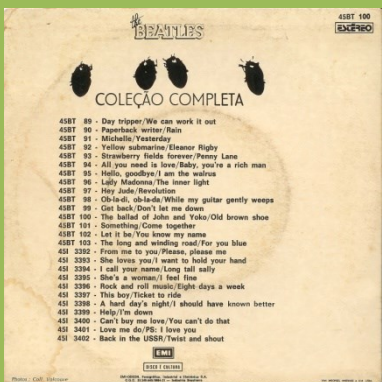 the
BEATLES
45BT 100
ESTÉREO
COLEÇÃO COMPLETA
45BT 89 - Day tripper/We can work it out
45BT 90 - Paperback writer/Rain
45BT 91 - Michelle/Yesterday
45BT 92 - Yellow submarine/Eleanor Rigby
45BT 93 - Strawberry fields forever/Penny Lane
45BT 94 - All you need is love/Baby, you're a rich man
45BT 95 - Hello, goodbye/I am the walrus
45BT 96 - Lady Madonna/The inner light
45BT 97 - Hey Jude/Revolution
45BT 98 - Ob-la-di, ob-la-da/While my guitar gently weeps
45BT 99 - Get back/Don't let me down
45BT 100 - The ballad of John and Yoko/Old brown shoe
45BT 101 - Something/Come together
45BT 102 - Let it be/You know my name
45BT 103 - The long and winding road/For you blue
45I 3392 - From me to you/Please, please me
45I 3393 - She loves you/I want to hold your hand
45I 3394 - I call your name/Long tall sally
45I 3395 - She's a woman/I feel fine
45I 3396 - Rock and roll music/Eight days a week
45I 3397 - This boy/Ticket to ride
45I 3398 - A hard day's night/I should have known better
45I 3399 - Help/I'm down
45I 3400 - Can't buy me love/You can't do that
45I 3401 - Love me do/PS: I love you
45I 3402 - Back in the USSR/Twist and shout
EMI
DISCO É CULTURA